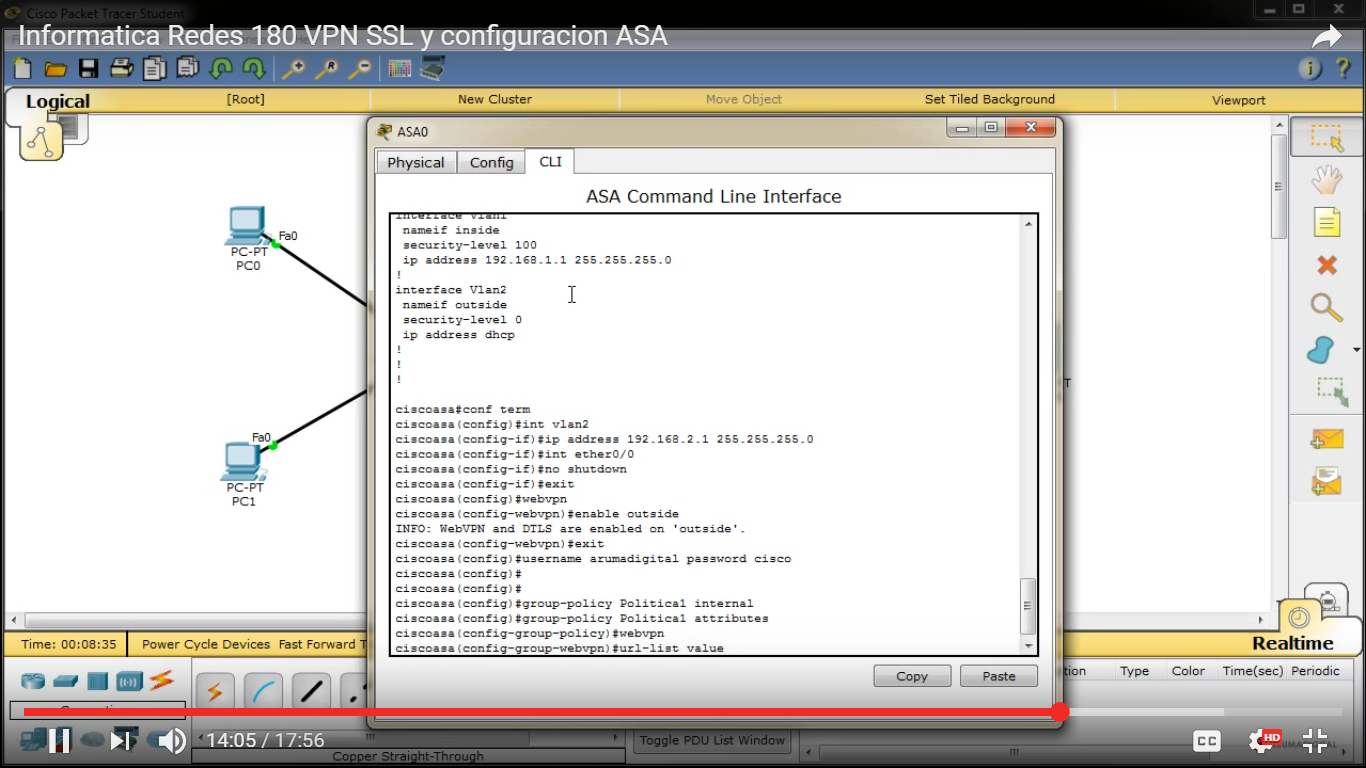 Cisco Packet Tracer Student
Informatica Redes 180 VPN SSL y configuracion ASA
Logical
[Root]
New Cluster
Move Object
Set Tiled Background
Viewport
ASA0
Physical
Config
CLI
ASA Command Line Interface
interface Vlan1
nameif inside
security-level 100
ip address 192.168.1.1 255.255.255.0
!
interface Vlan2
nameif outside
security-level 0
ip address dhcp
!
!
!
ciscoasa#conf term
ciscoasa(config)#int vlan2
ciscoasa(config-if)#ip address 192.168.2.1 255.255.255.0
ciscoasa(config-if)#int ether0/0
ciscoasa(config-if)#no shutdown
ciscoasa(config-if)#exit
ciscoasa(config)#webvpn
ciscoasa(config-webvpn)#enable outside
INFO: WebVPN and DTLS are enabled on 'outside'.
ciscoasa(config-webvpn)#exit
ciscoasa(config)#username arumadigital password cisco
ciscoasa(config)#
ciscoasa(config)#
ciscoasa(config)#group-policy Politica1 internal
ciscoasa(config)#group-policy Politica1 attributes
ciscoasa(config-group-policy)#webvpn
ciscoasa(config-group-webvpn)#url-list value
Copy
Paste
Fa0
PC-PT
PC0
Fa0
PC-PT
PC1
T
Time: 00:08:35
Power Cycle Devices Fast Forward T
Realtime
tion
Type
Color
Time(sec)
Periodic
14:05 / 17:56
Toggle PDU List Window
Copper Straight-Through
CC
HD